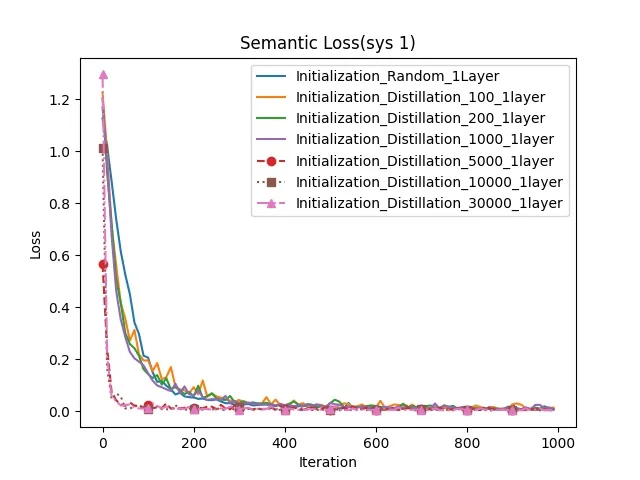 Semantic Loss(sys 1)
Initialization_Random_1Layer
Initialization_Distillation_100_1layer
Initialization_Distillation_200_1layer
Initialization_Distillation_1000_1layer
Initialization_Distillation_5000_1layer
Initialization_Distillation_10000_1layer
Initialization_Distillation_30000_1layer
Loss
1.2
1.0
0.8
0.6
0.4
0.2
0.0
0 200 400 600 800 1000
Iteration